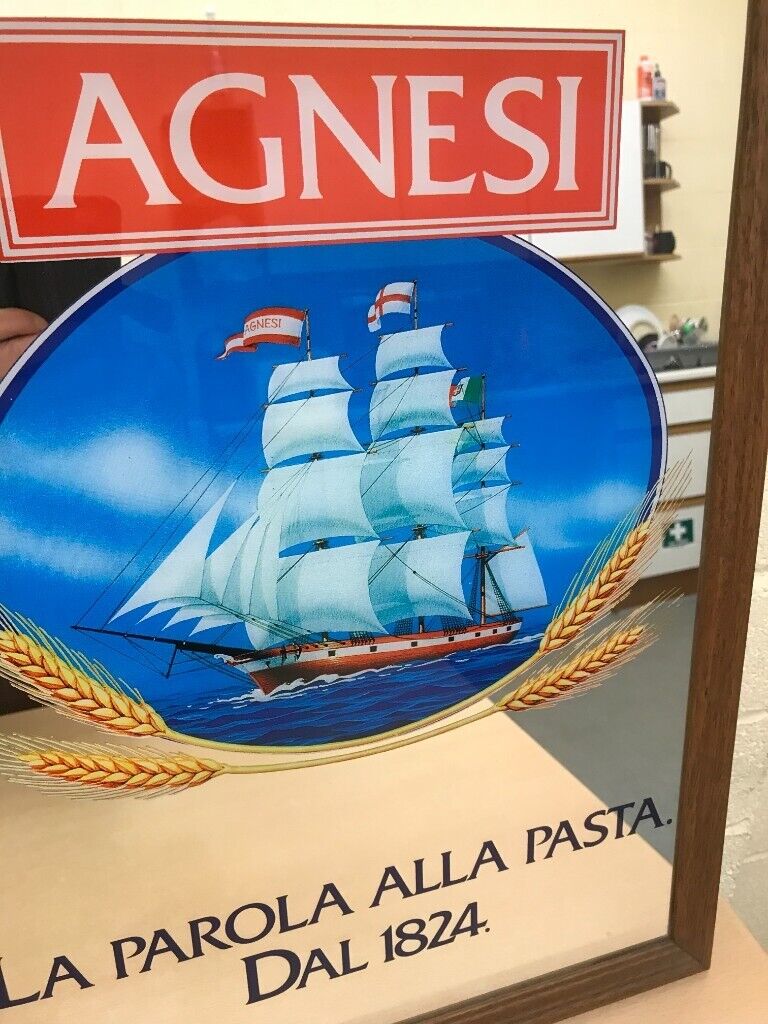 AGNESI
AGNESI
LA PAROLA ALLA PASTA.
DAL 1824.